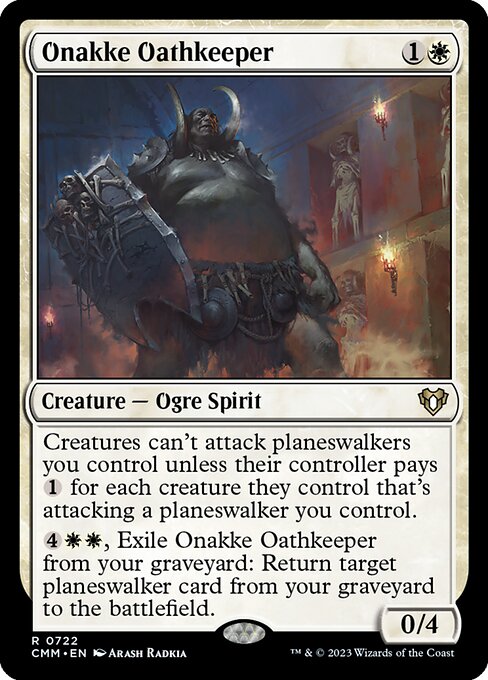 Onakke Oathkeeper 1
Creature — Ogre Spirit
Creatures can't attack planeswalkers
you control unless their controller pays
1 for each creature they control that's
attacking a planeswalker you control.
4, Exile Onakke Oathkeeper
from your graveyard: Return target
planeswalker card from your graveyard
to the battlefield.
0/4
R 0722
CMM • EN Arash Radkia
™ & © 2023 Wizards of the Coast